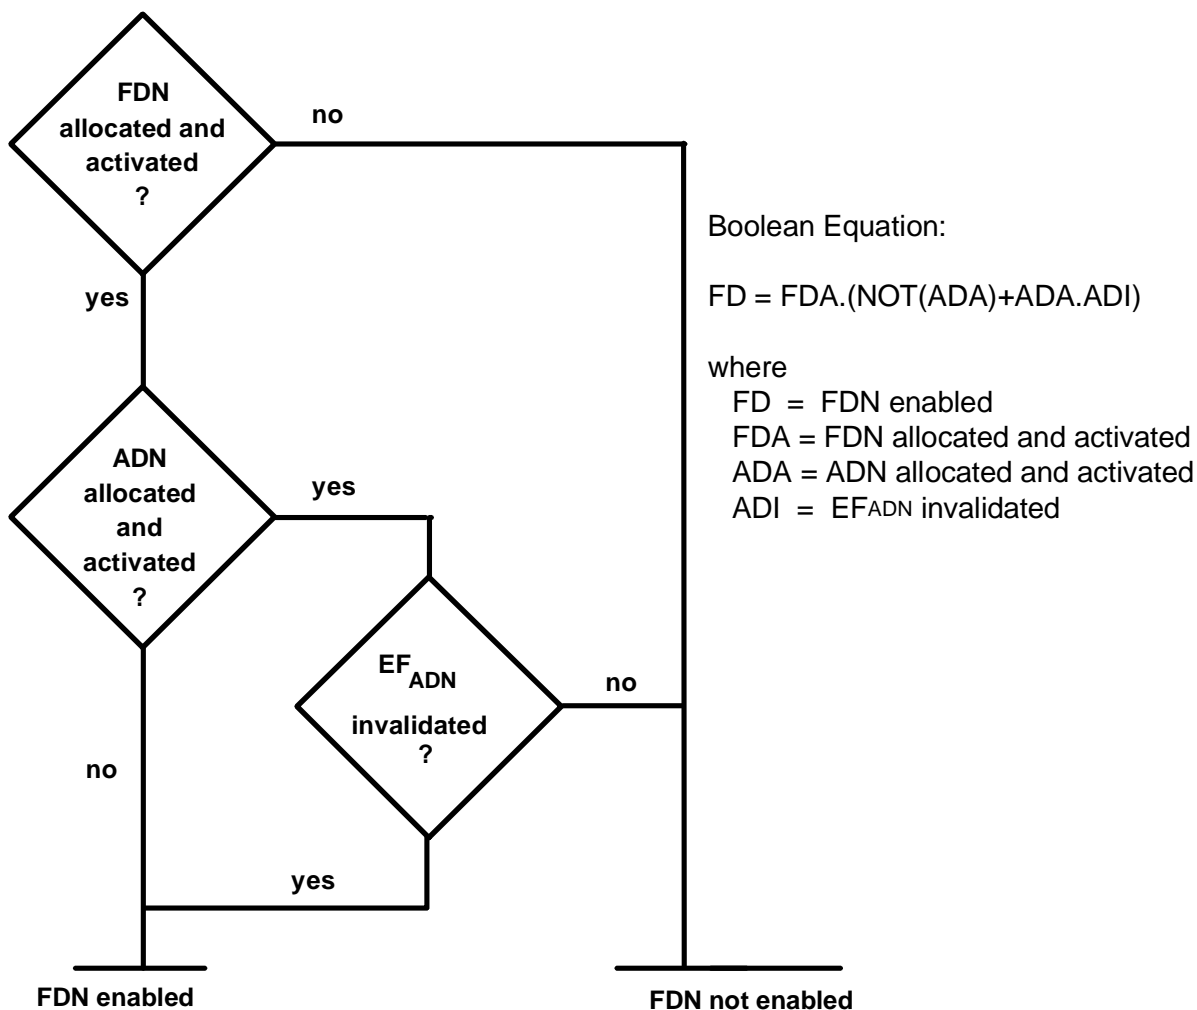 FDN
allocated and
activated
?
no
yes
Boolean Equation:
FD = FDA.(NOT(ADA)+ADA.ADI)
where
FD = FDN enabled
FDA = FDN allocated and activated
ADA = ADN allocated and activated
ADI = EFADN invalidated
ADN
allocated
and
activated
?
yes
EFADN
invalidated
?
no
no
yes
FDN enabled
FDN not enabled